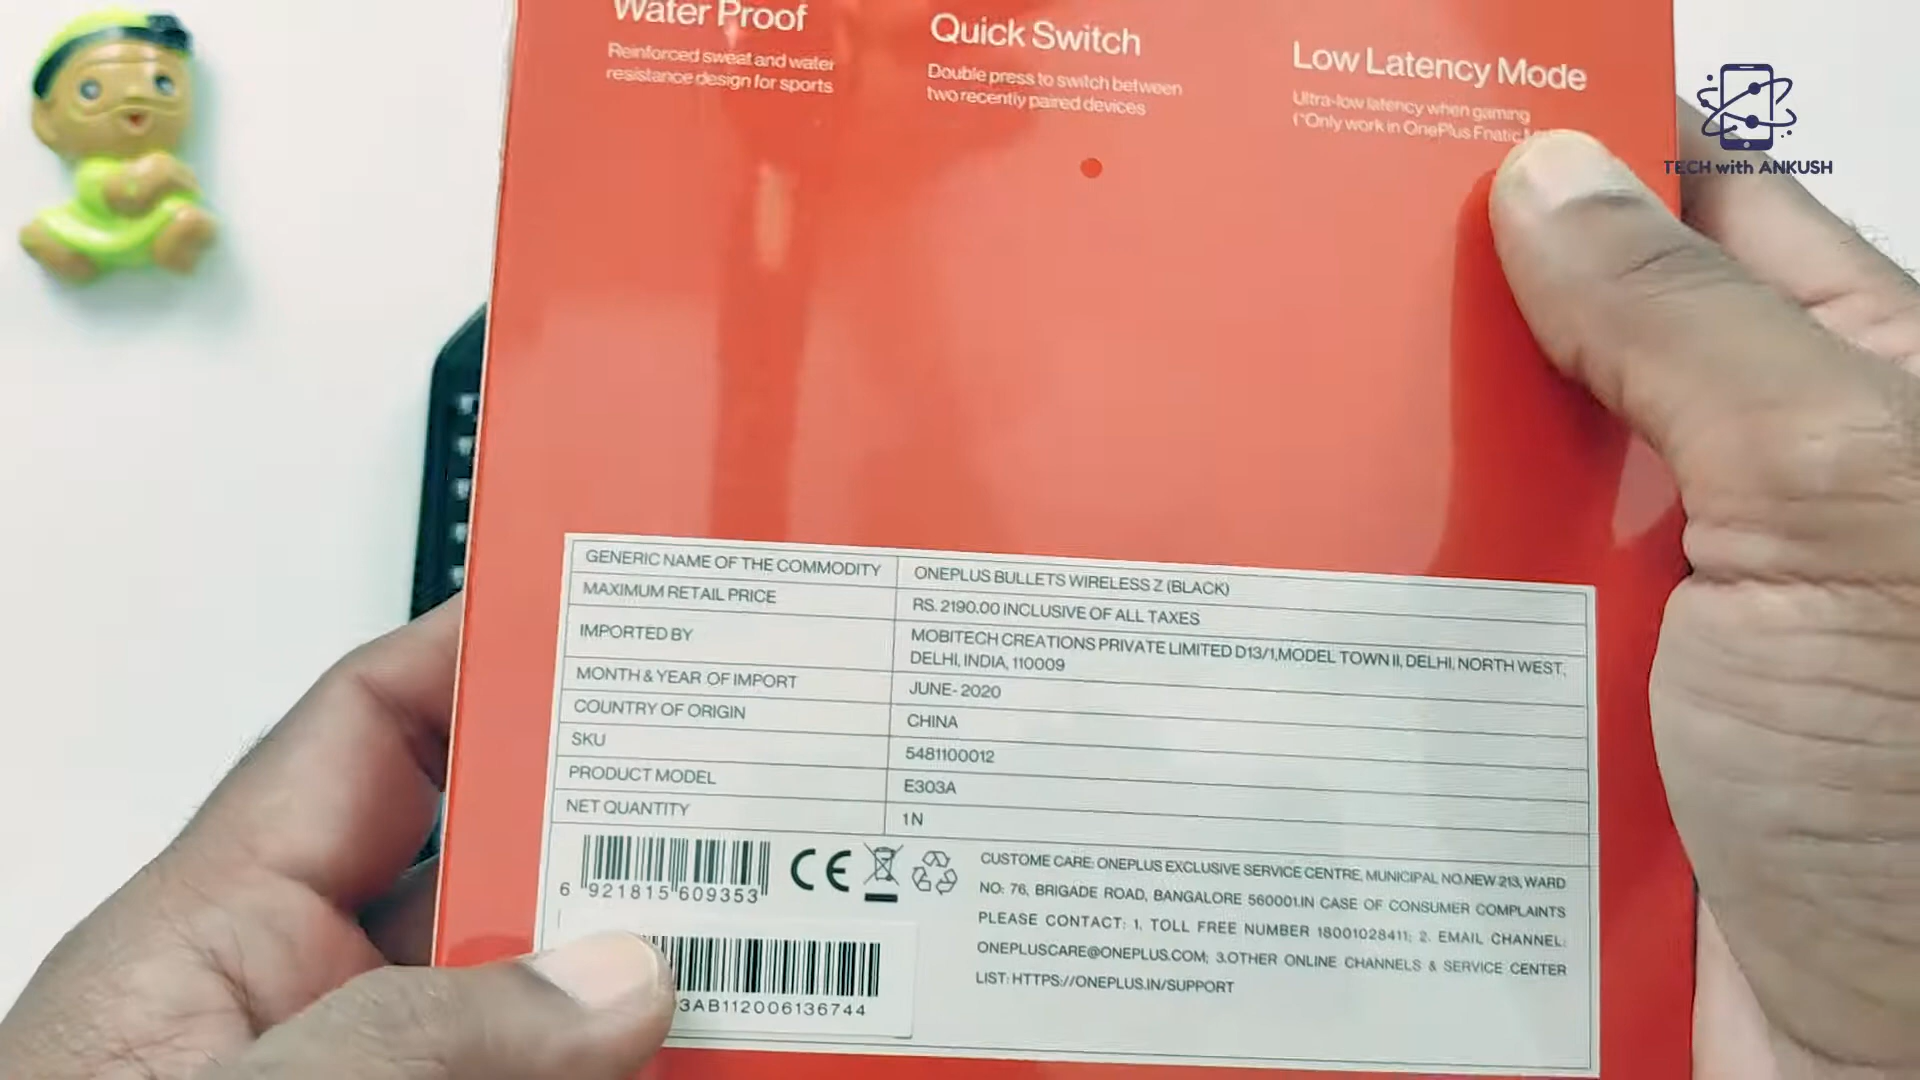 Water Proof
Reinforced sweat and water
resistance design for sports
Quick Switch
Double press to switch between
two recently paired devices
Low Latency Mode
Ultra-low latency when gaming
(*Only work in OnePlus Fnatic
TECH with ANKUSH
GENERIC NAME OF THE COMMODITY ONEPLUS BULLETS WIRELESS Z (BLACK)
MAXIMUM RETAIL PRICE RS. 2190.00 INCLUSIVE OF ALL TAXES
IMPORTED BY MOBITECH CREATIONS PRIVATE LIMITED D13/1,MODEL TOWN II, DELHI, NORTH WEST,
DELHI, INDIA, 110009
MONTH & YEAR OF IMPORT JUNE- 2020
COUNTRY OF ORIGIN CHINA
SKU 5481100012
PRODUCT MODEL E303A
NET QUANTITY 1 N
6 921815 609353
CE
3AB112006136744
CUSTOME CARE: ONEPLUS EXCLUSIVE SERVICE CENTRE, MUNICIPAL NO.NEW 213, WARD
NO: 76, BRIGADE ROAD, BANGALORE 560001.IN CASE OF CONSUMER COMPLAINTS
PLEASE CONTACT: 1. TOLL FREE NUMBER 18001028411; 2. EMAIL CHANNEL:
ONEPLUSCARE@ONEPLUS.COM; 3.OTHER ONLINE CHANNELS & SERVICE CENTER
LIST: HTTPS://ONEPLUS.IN/SUPPORT